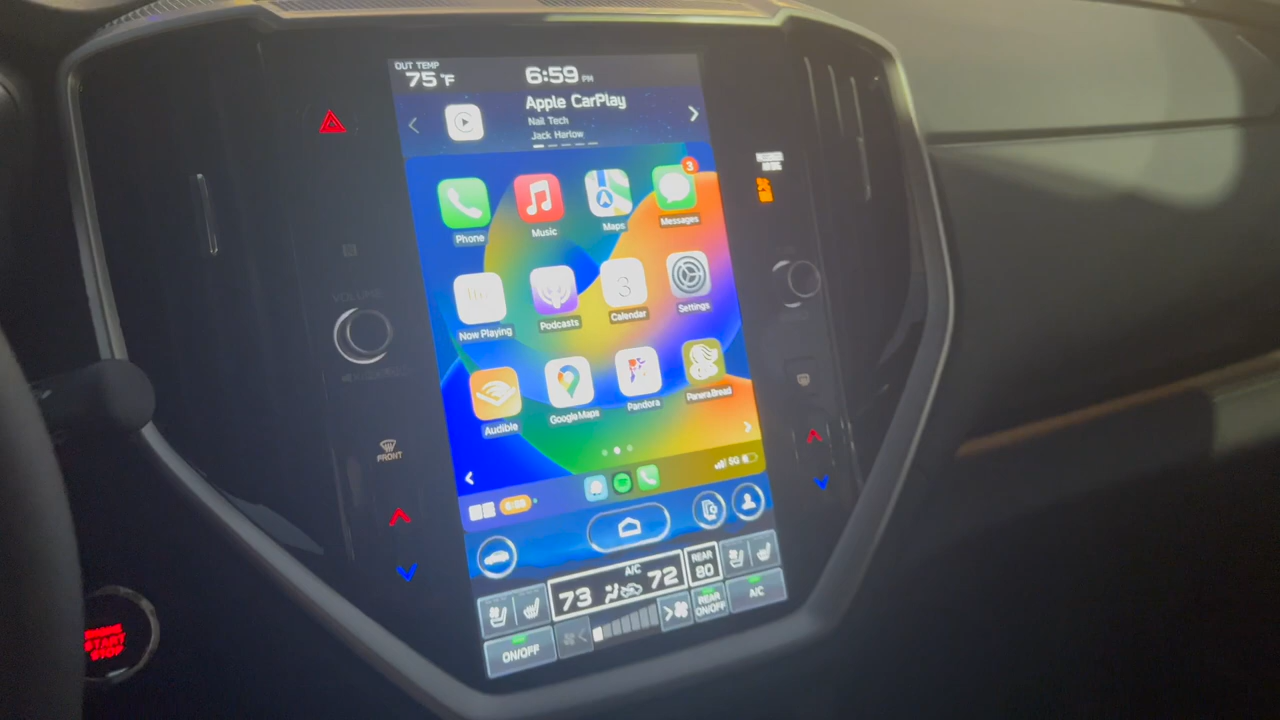 OUT TEMP
75°F
6:59 PM
Apple CarPlay
Nail Tech
Jack Harlow
3
Phone
Music
Maps
Messages
VOLUME
Now Playing
Podcasts
3
Calendar
Settings
Audible
Google Maps
Pandora
Panera Bread
FRONT
6:59
5G
A/C
73
72
REAR
80
ON/OFF
REAR
ON/OFF
A/C
START
STOP